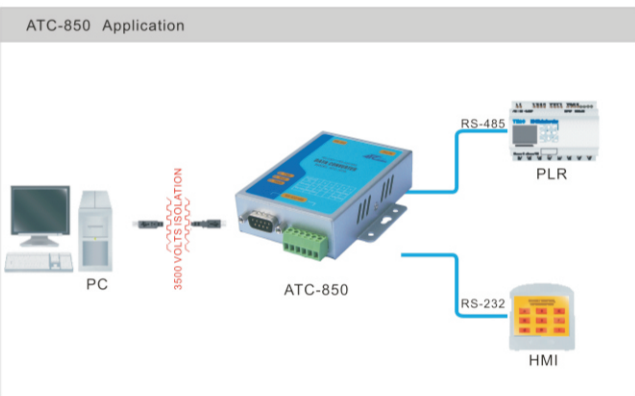 ATC-850 Application
RS-485
PLR
3500 VOLTS ISOLATION
PC
ATC-850
RS-232
HMI